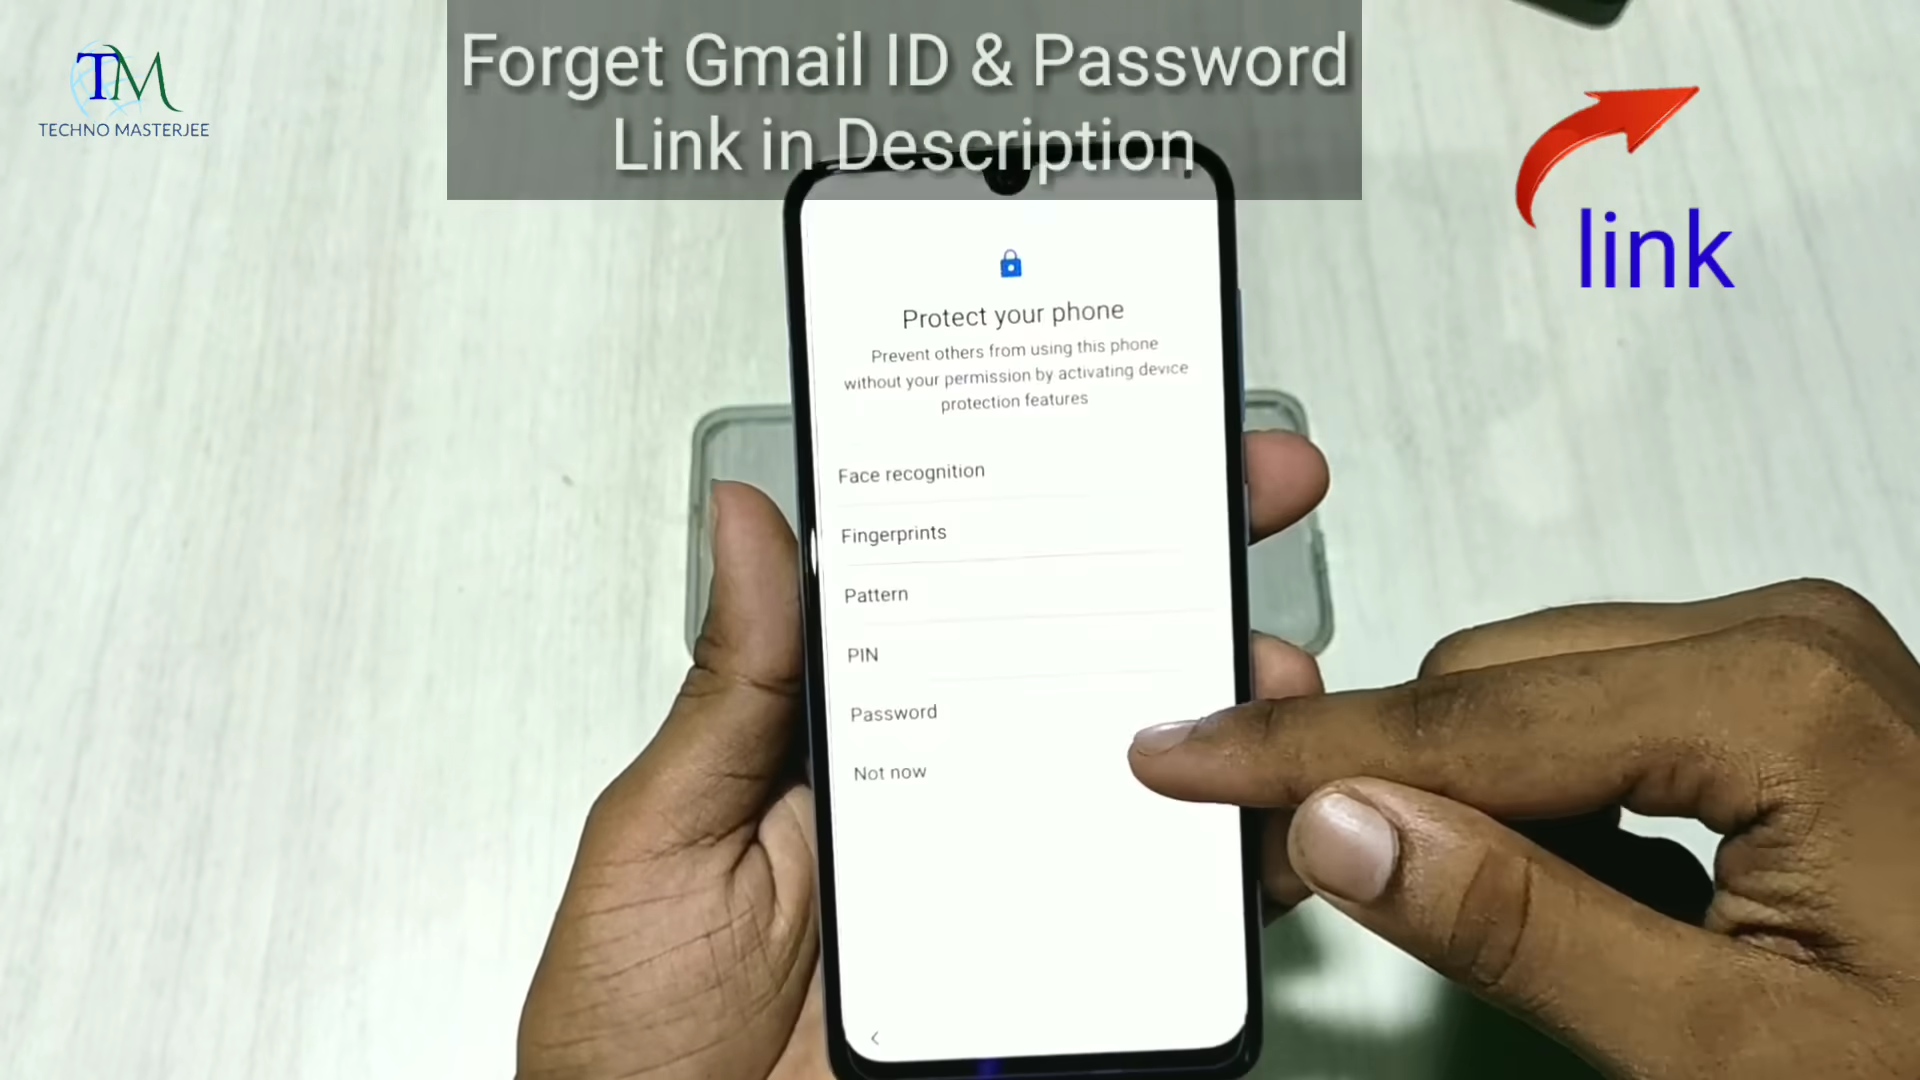 TM
TECHNO MASTERJEE
Forget Gmail ID & Password
Link in Description
link
Protect your phone
Prevent others from using this phone
without your permission by activating device
protection features
Face recognition
Fingerprints
Pattern
PIN
Password
Not now